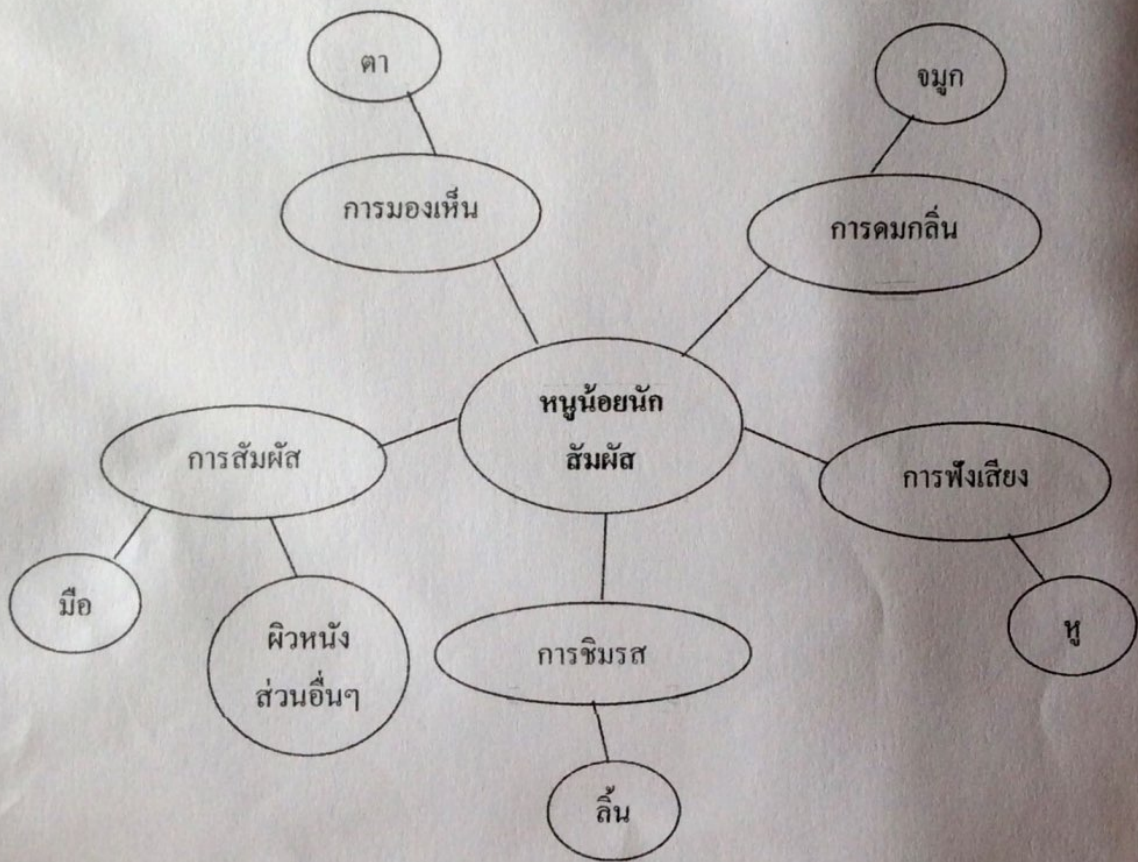 ตา
จมูก
การมองเห็น
การดมกลิ่น
หนูน้อยนัก
สัมผัส
การสัมผัส
การฟังเสียง
มือ
ผิวหนัง
ส่วนอื่นๆ
การชิมรส
หู
ลิ้น